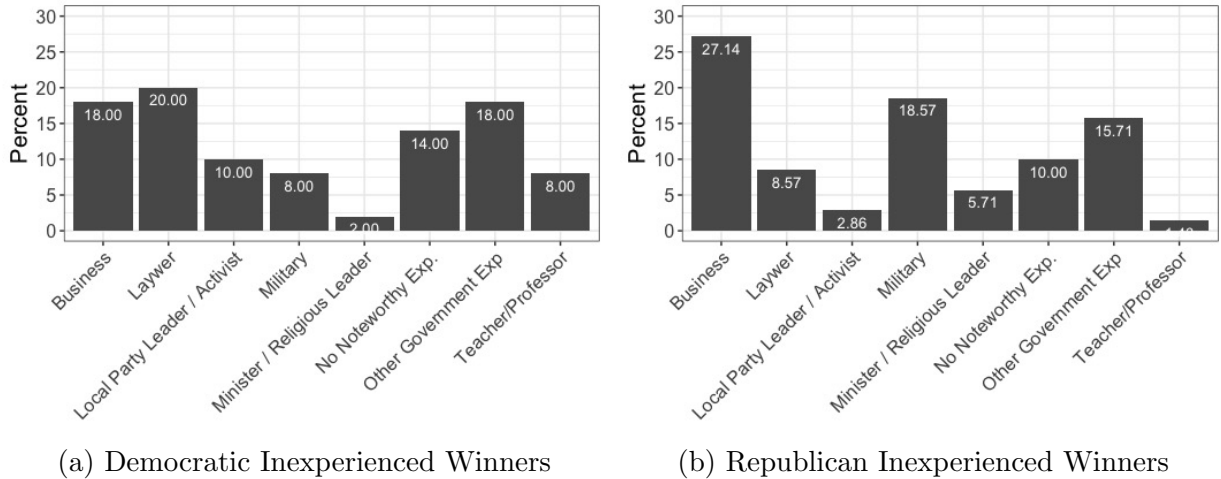 30
25
20
15
10
5
0
Percent
18.00
20.00
10.00
8.00
2.00
14.00
18.00
8.00
Business
Laywer
Local Party Leader / Activist
Military
Minister / Religious Leader
No Noteworthy Exp.
Other Government Exp
Teacher/Professor
(a) Democratic Inexperienced Winners
30
25
20
15
10
5
0
Percent
27.14
8.57
2.86
18.57
5.71
10.00
15.71
Business
Laywer
Local Party Leader / Activist
Military
Minister / Religious Leader
No Noteworthy Exp.
Other Government Exp
Teacher/Professor
(b) Republican Inexperienced Winners